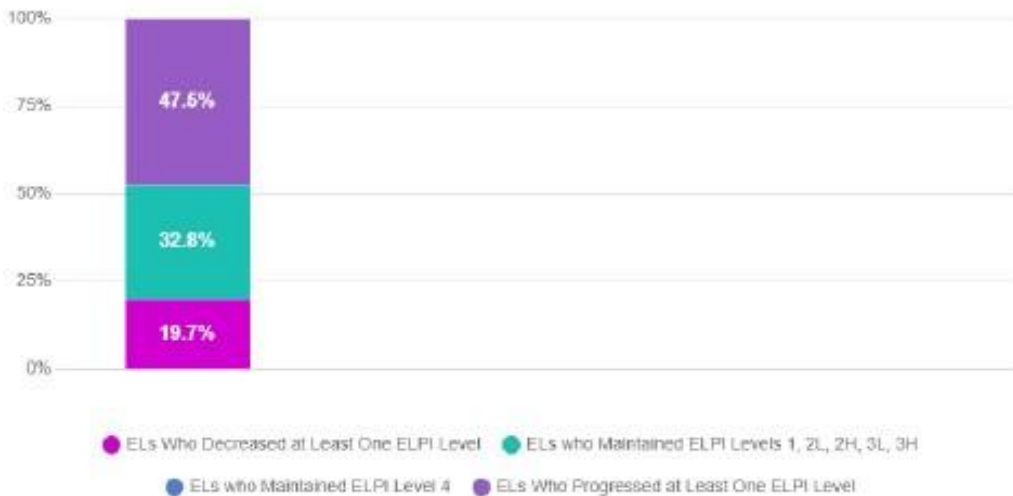 100%
47.5%
75%
50%
32.8%
25%
19.7%
0%
ELs Who Decreased at Least One ELPI Level
ELs who Maintained ELPI Levels 1, 2L, 2H, 3L, 3H
ELs who Maintained ELPI Level 4
ELs Who Progressed at Least One ELPI Level